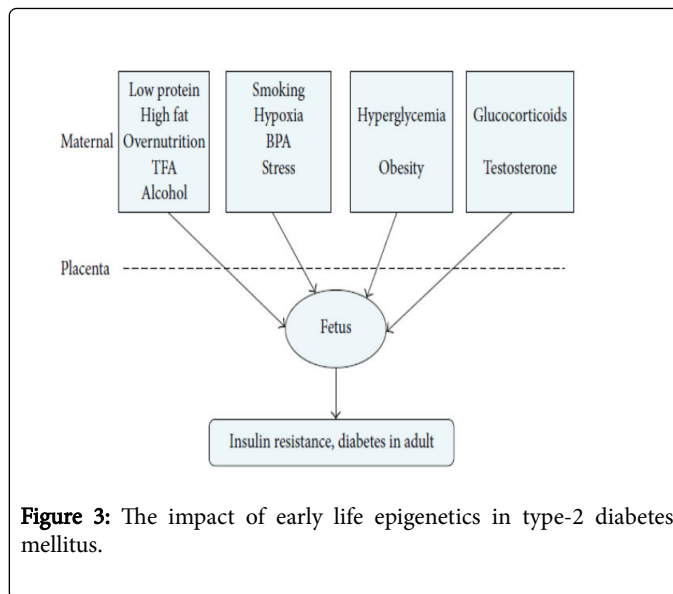 Low protein
High fat
Overnutrition
TFA
Alcohol
Smoking
Hypoxia
BPA
Stress
Hyperglycemia
Obesity
Glucocorticoids
Testosterone
Maternal
Placenta
Fetus
Insulin resistance, diabetes in adult
Figure 3: The impact of early life epigenetics in type-2 diabetes
mellitus.